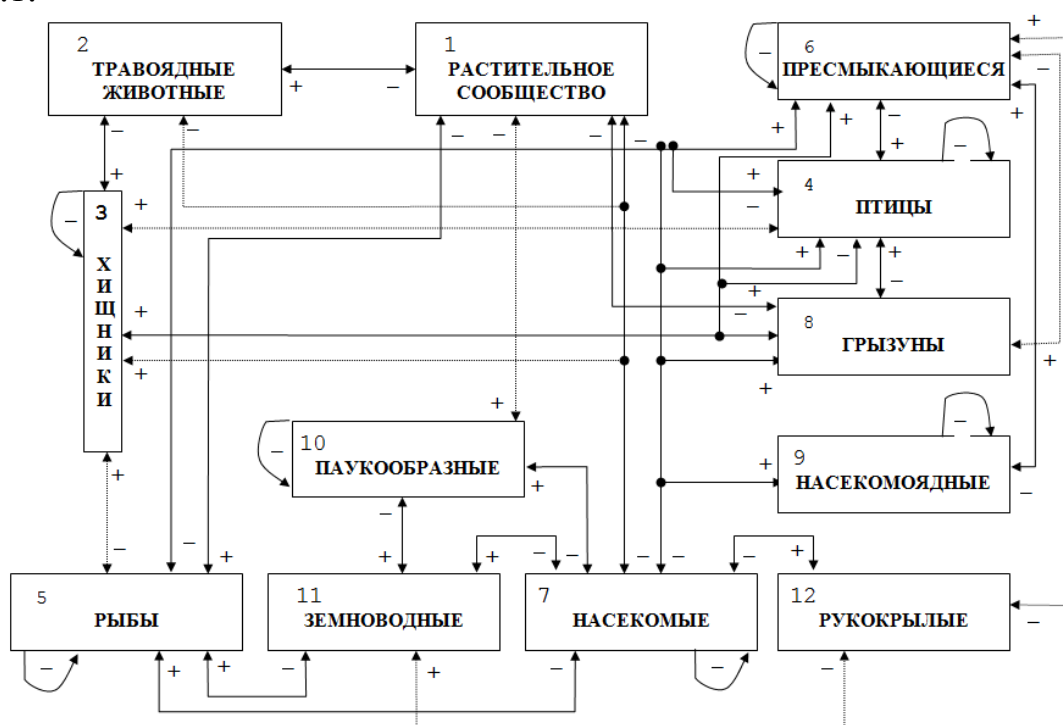 2
ТРАВОЯДНЫЕ
ЖИВОТНЫЕ
1
РАСТИТЕЛЬНОЕ
СООБЩЕСТВО
6
ПРЕСМЫКАЮЩИЕСЯ
3
ХИЩНИКИ
4
ПТИЦЫ
8
ГРЫЗУНЫ
10
ПАУКООБРАЗНЫЕ
9
НАСЕКОМОЯДНЫЕ
5
РЫБЫ
11
ЗЕМНОВОДНЫЕ
7
НАСЕКОМЫЕ
12
РУКОКРЫЛЫЕ